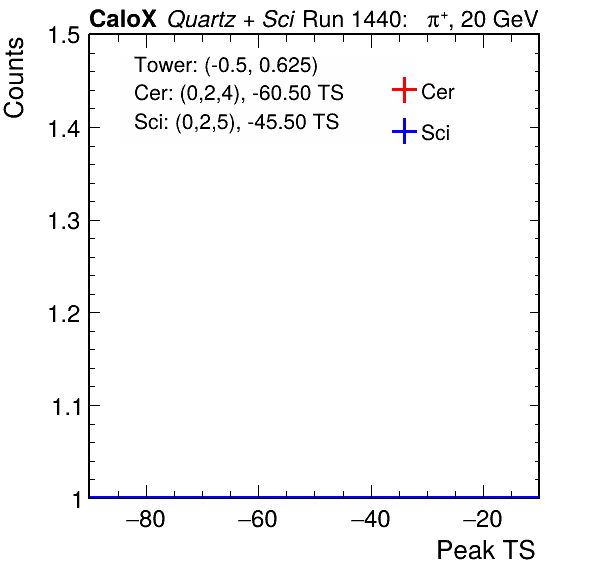 CaloX Quartz + Sci Run 1440: π⁺, 20 GeV
Counts
1.5
1.4
1.3
1.2
1.1
1
Tower: (-0.5, 0.625)
Cer: (0,2,4), -60.50 TS
Sci: (0,2,5), -45.50 TS
Cer
Sci
−80 −60 −40 −20
Peak TS